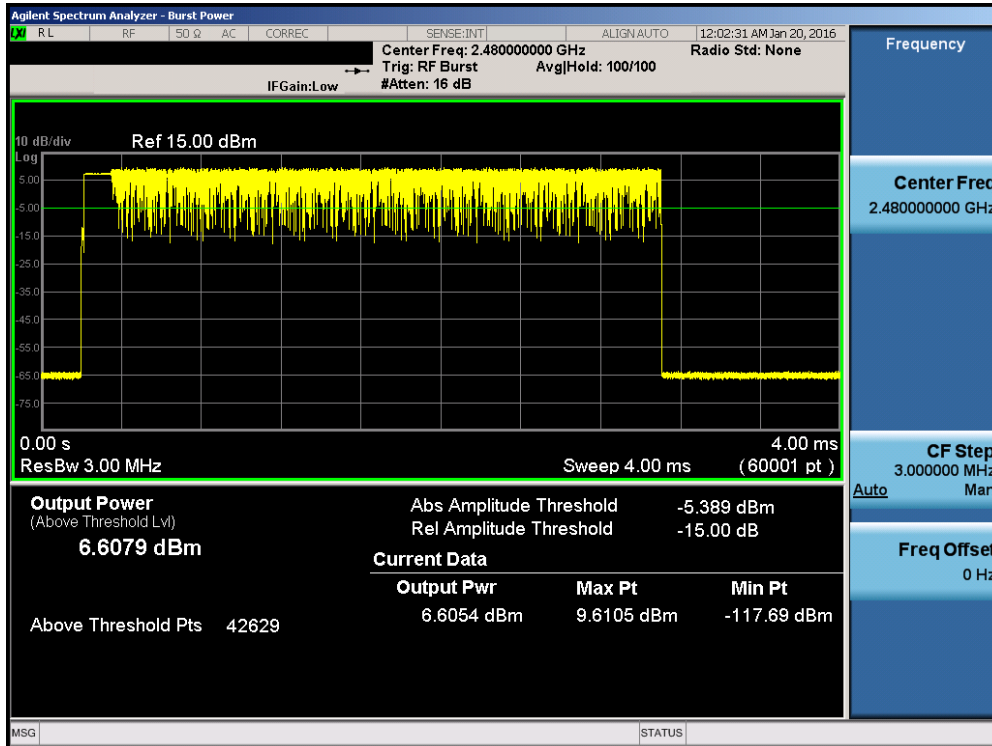 Agilent Spectrum Analyzer - Burst Power
LXI RL RF 50 Ω AC CORREC SENSE:INT ALIGN AUTO 12:02:31 AM Jan 20, 2016
Center Freq: 2.480000000 GHz Radio Std: None
Trig: RF Burst Avg|Hold: 100/100
IFGain:Low #Atten: 16 dB
10 dB/div Ref 15.00 dBm
Log
5.00
-5.00
-15.0
-25.0
-35.0
-45.0
-55.0
-65.0
-75.0
0.00 s 4.00 ms
ResBw 3.00 MHz Sweep 4.00 ms (60001 pt)
Output Power
(Above Threshold Lvl)
6.6079 dBm
Above Threshold Pts 42629
Abs Amplitude Threshold -5.389 dBm
Rel Amplitude Threshold -15.00 dB
Current Data
Output Pwr Max Pt Min Pt
6.6054 dBm 9.6105 dBm -117.69 dBm
MSG STATUS
Frequency
Center Freq
2.480000000 GHz
CF Step
3.000000 MHz
Auto Man
Freq Offset
0 Hz